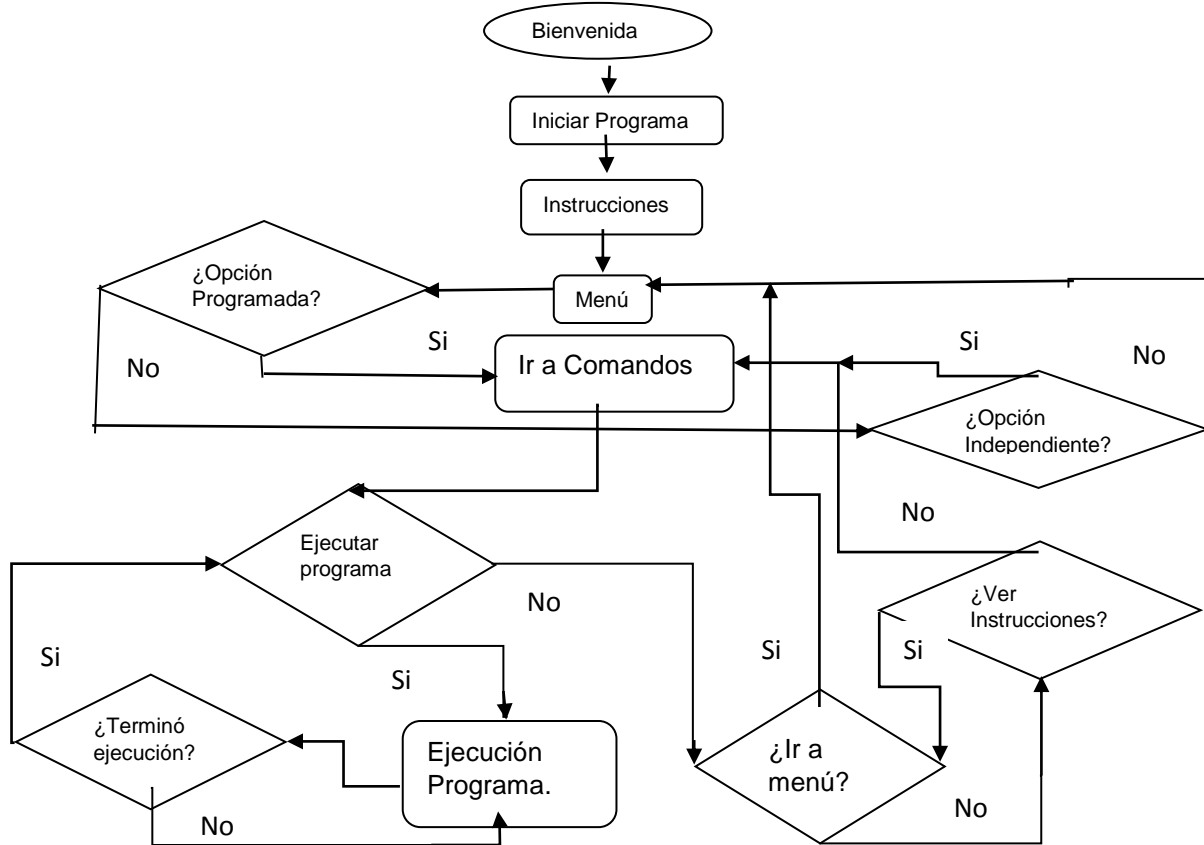 Bienvenida
Iniciar Programa
Instrucciones
Menú
¿Opción
Programada?
Si
No
Ir a Comandos
Si
No
¿Opción
Independiente?
No
Ejecutar
programa
No
Si
¿Ver
Instrucciones?
Si
Si
Si
¿Terminó
ejecución?
Ejecución
Programa.
¿Ir a
menú?
No
No